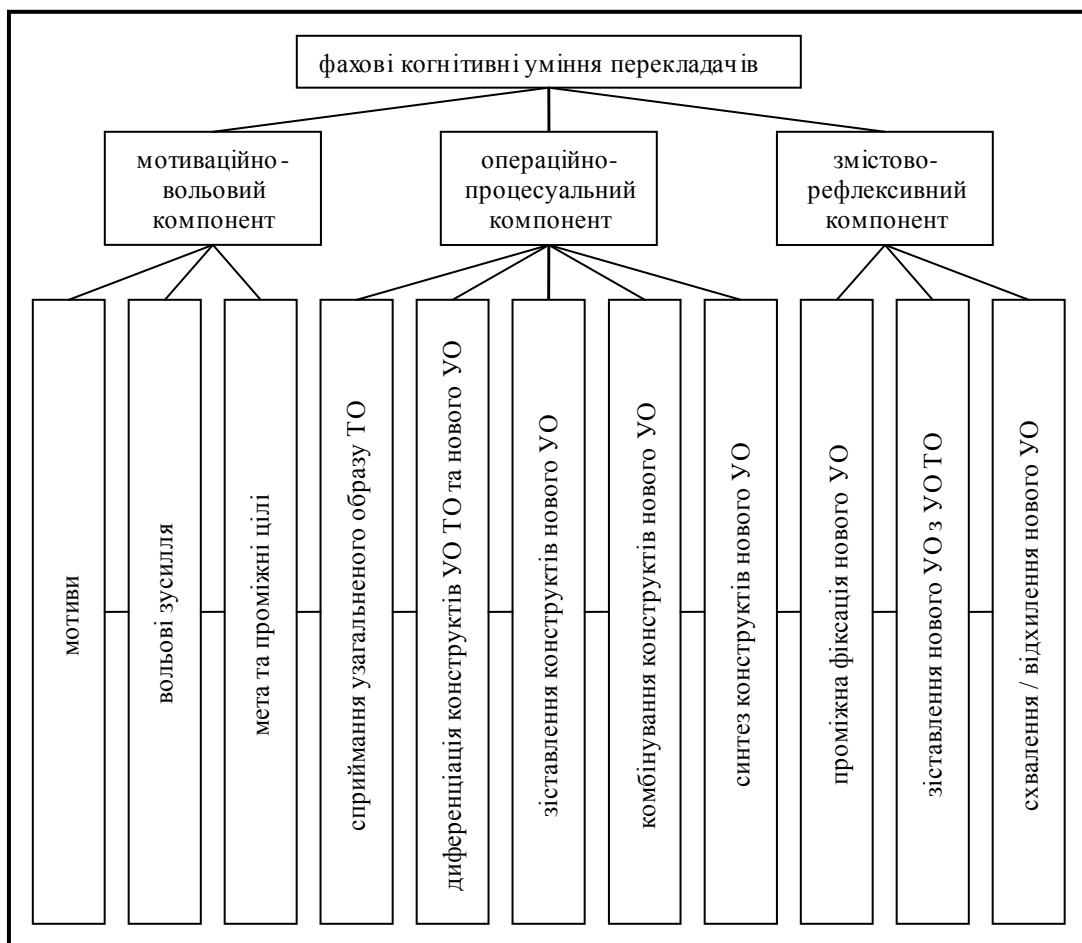 фахові когнітивні уміння перекладачів
мотиваційно-
вольовий
компонент
операційно-
процесуальний
компонент
змістово-
рефлексивний
компонент
мотиви
вольові зусилля
мета та проміжні цілі
сприймання узагальненого образу ТО
диференціація конструктів УО ТО та нового УО
зіставлення конструктів нового УО
комбінування конструктів нового УО
синтез конструктів нового УО
проміжна фіксація нового УО
зіставлення нового УО з УО ТО
схвалення / відхилення нового УО